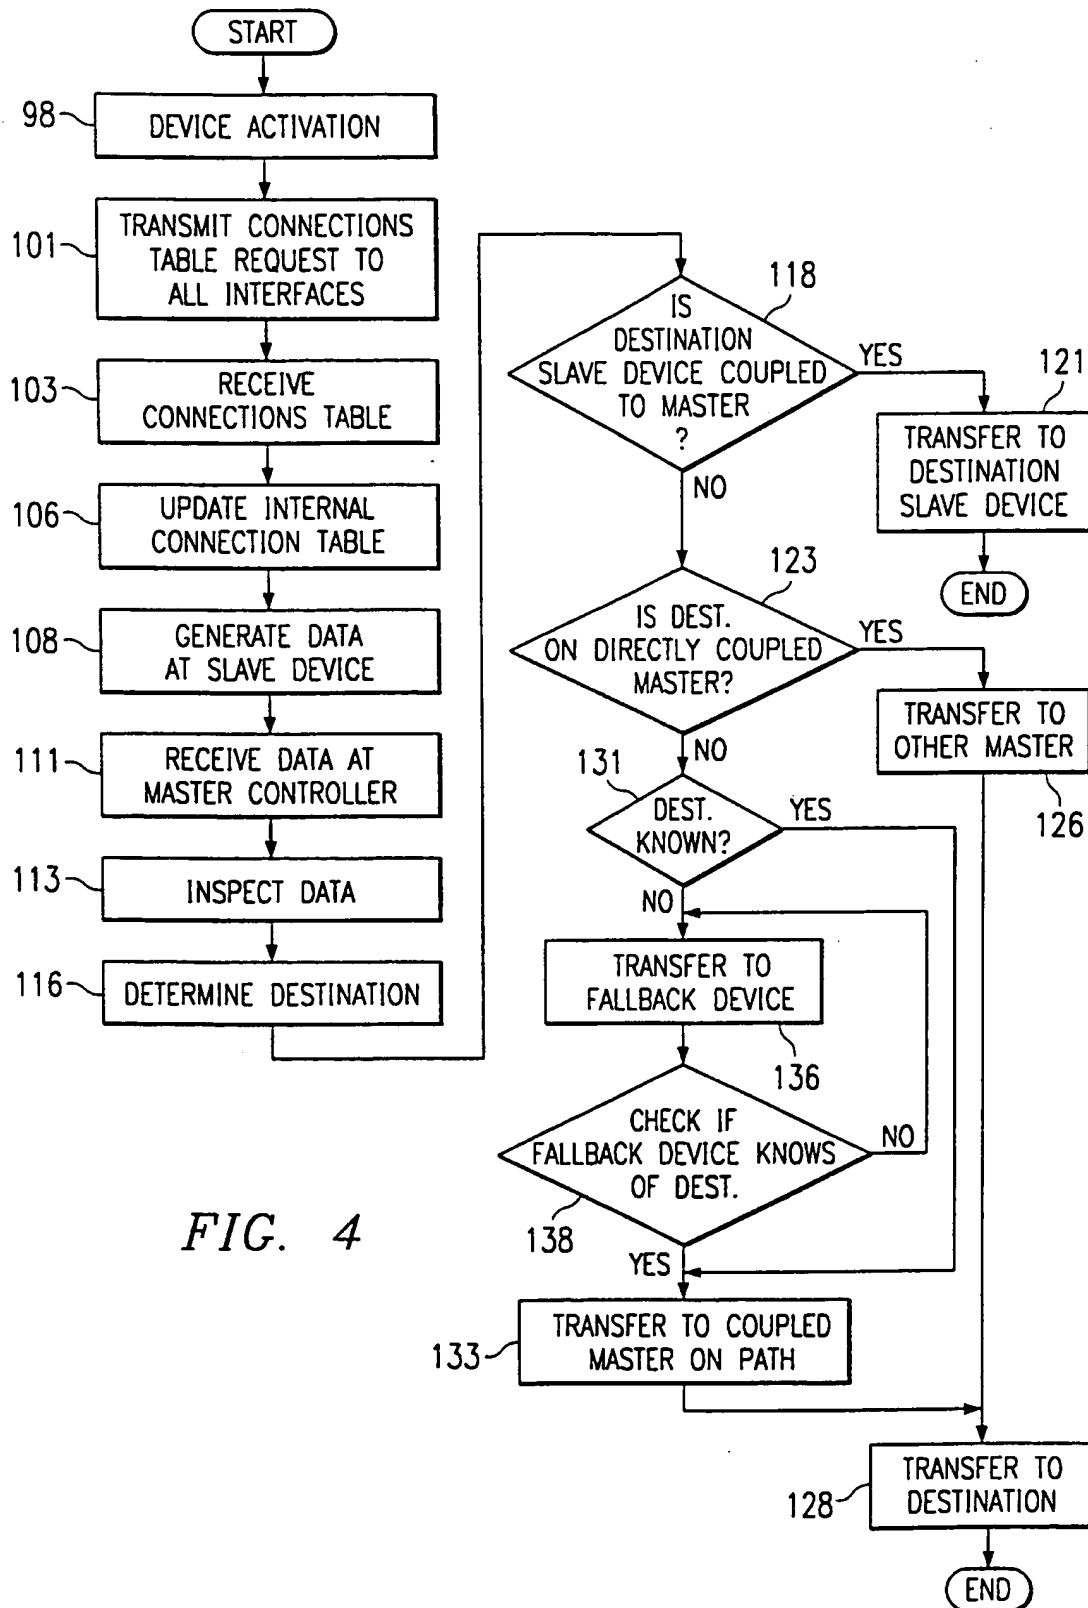 START
98
DEVICE ACTIVATION
101
TRANSMIT CONNECTIONS
TABLE REQUEST TO
ALL INTERFACES
103
RECEIVE
CONNECTIONS TABLE
106
UPDATE INTERNAL
CONNECTION TABLE
108
GENERATE DATA
AT SLAVE DEVICE
111
RECEIVE DATA AT
MASTER CONTROLLER
113
INSPECT DATA
116
DETERMINE DESTINATION
118
IS
DESTINATION
SLAVE DEVICE COUPLED
TO MASTER
?
YES
121
TRANSFER TO
DESTINATION
SLAVE DEVICE
END
NO
123
IS DEST.
ON DIRECTLY COUPLED
MASTER?
YES
TRANSFER TO
OTHER MASTER
126
NO
131
DEST.
KNOWN?
YES
NO
TRANSFER TO
FALLBACK DEVICE
136
CHECK IF
FALLBACK DEVICE KNOWS
OF DEST.
NO
138
YES
133
TRANSFER TO COUPLED
MASTER ON PATH
128
TRANSFER TO
DESTINATION
END
FIG. 4